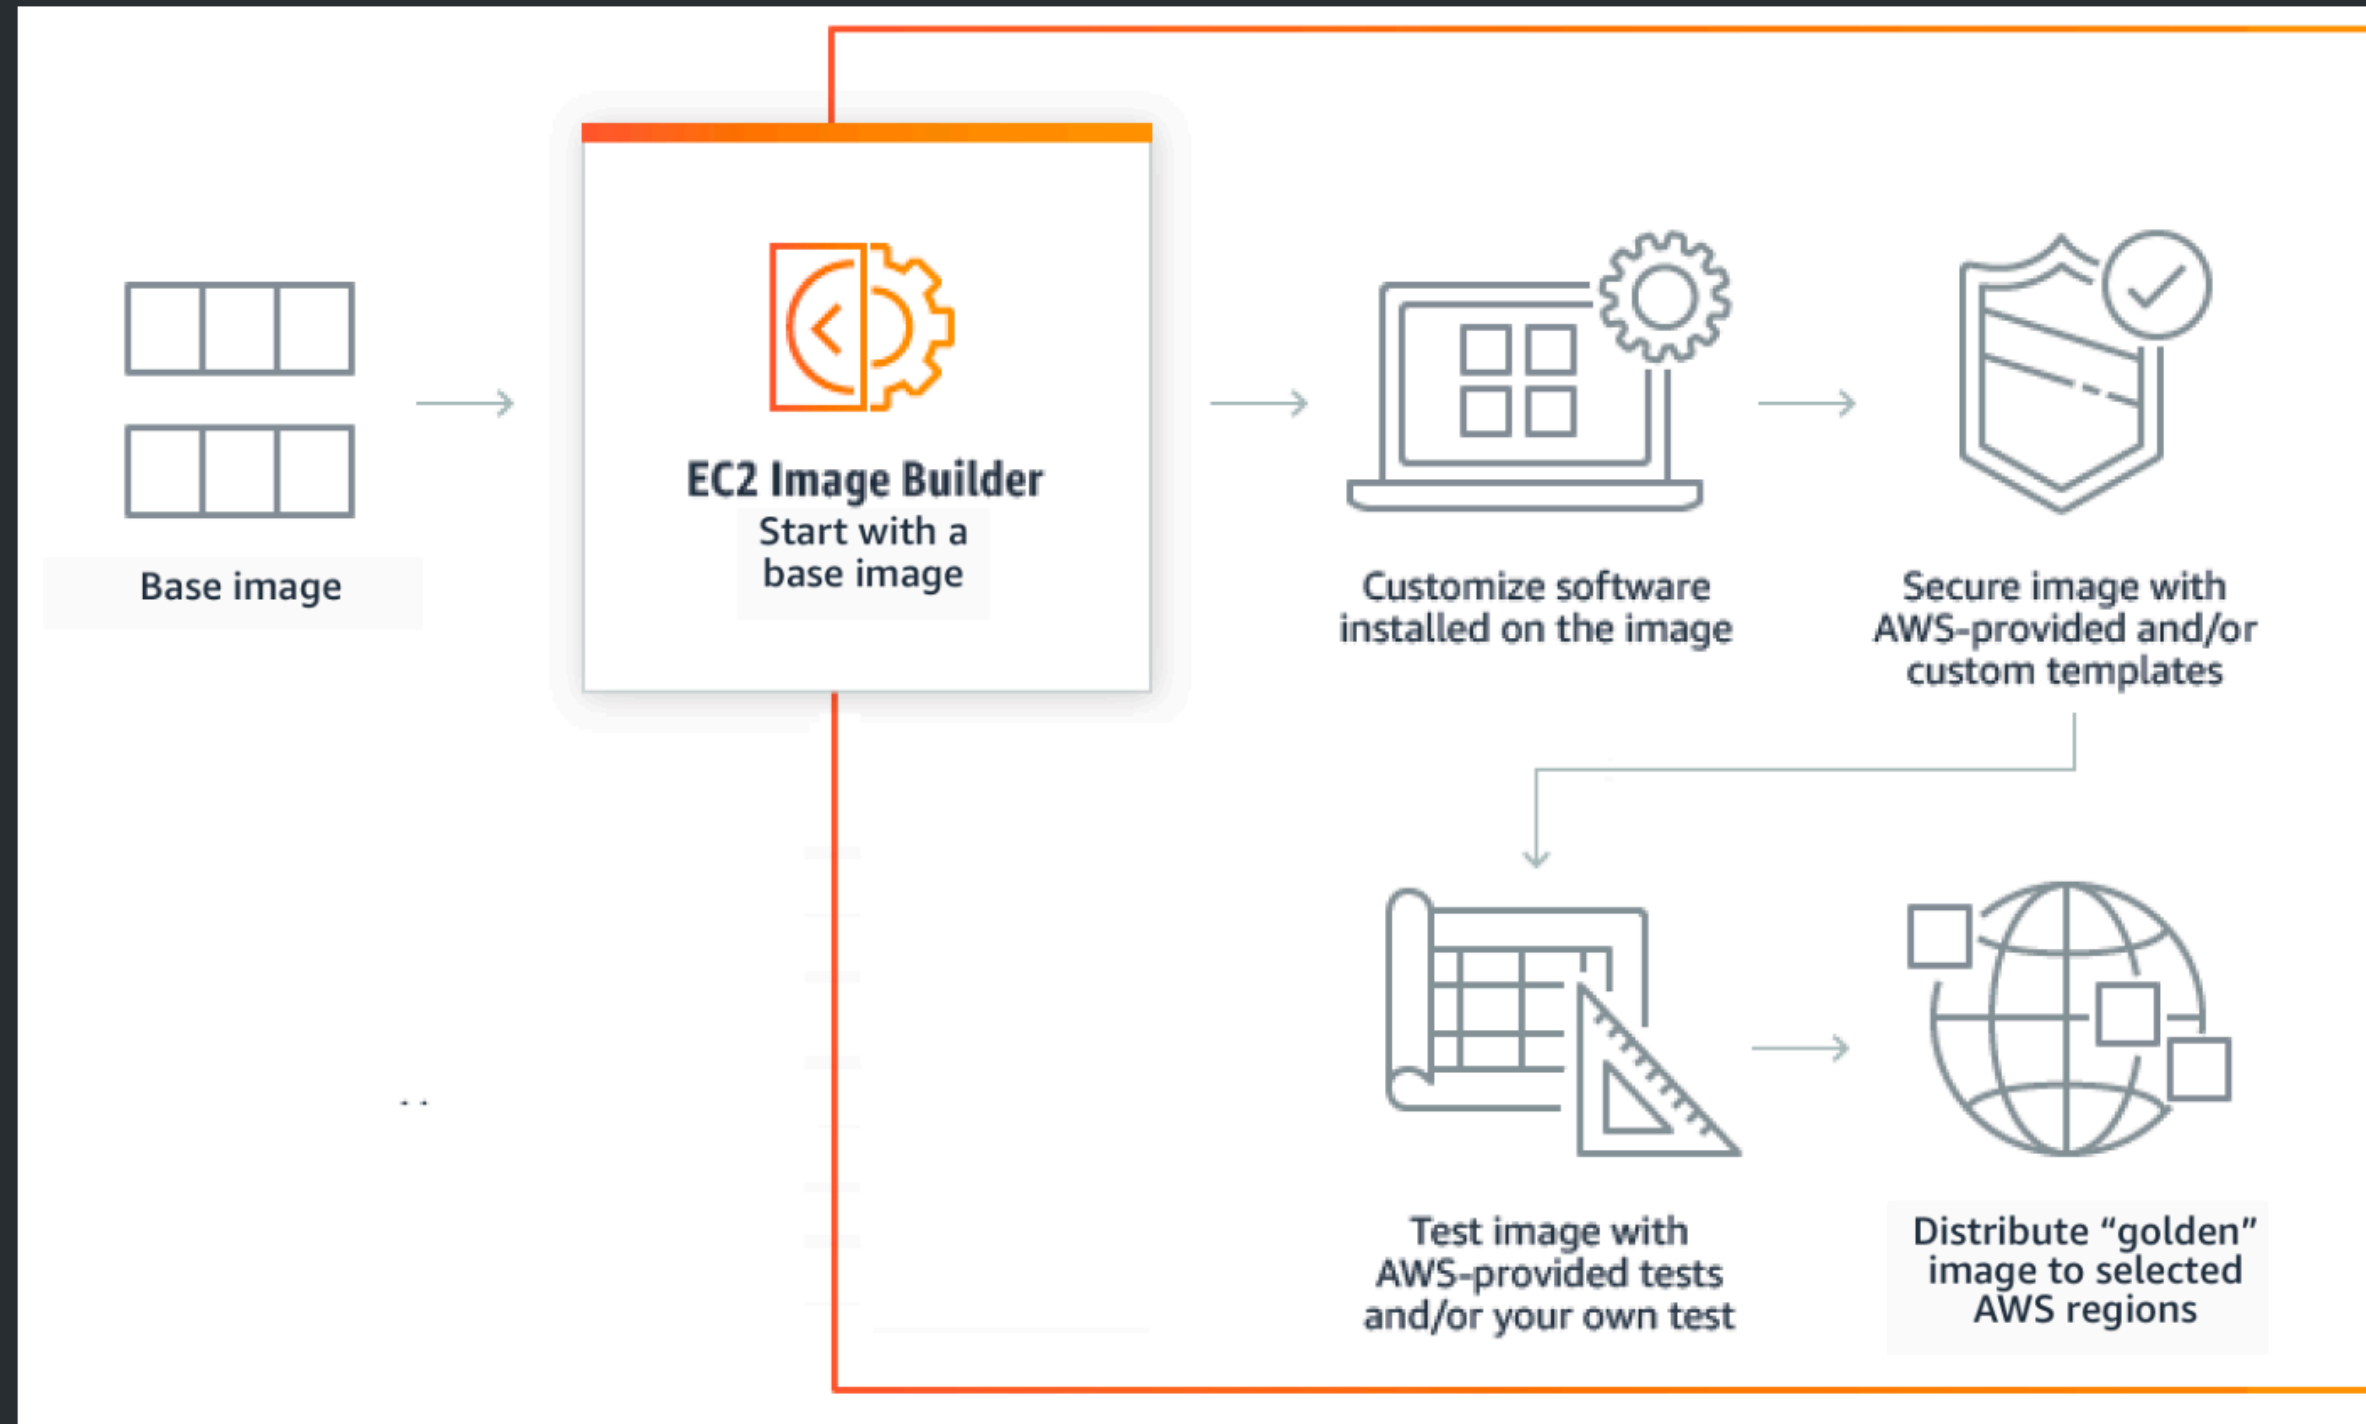 Base image
EC2 Image Builder
Start with a
base image
Customize software
installed on the image
Secure image with
AWS-provided and/or
custom templates
Test image with
AWS-provided tests
and/or your own test
Distribute “golden”
image to selected
AWS regions